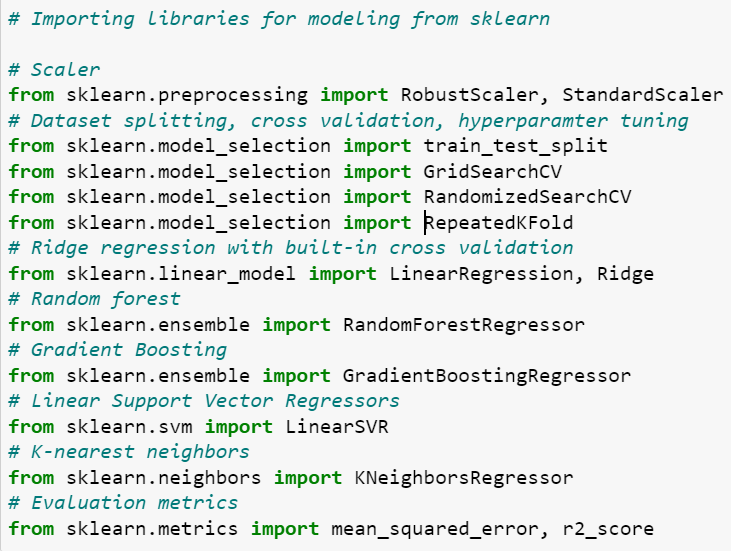 # Importing libraries for modeling from sklearn
# Scaler
from sklearn.preprocessing import RobustScaler, StandardScaler
# Dataset splitting, cross validation, hyperparamter tuning
from sklearn.model_selection import train_test_split
from sklearn.model_selection import GridSearchCV
from sklearn.model_selection import RandomizedSearchCV
from sklearn.model_selection import RepeatedKFold
# Ridge regression with built-in cross validation
from sklearn.linear_model import LinearRegression, Ridge
# Random forest
from sklearn.ensemble import RandomForestRegressor
# Gradient Boosting
from sklearn.ensemble import GradientBoostingRegressor
# Linear Support Vector Regressors
from sklearn.svm import LinearSVR
# K-nearest neighbors
from sklearn.neighbors import KNeighborsRegressor
# Evaluation metrics
from sklearn.metrics import mean_squared_error, r2_score